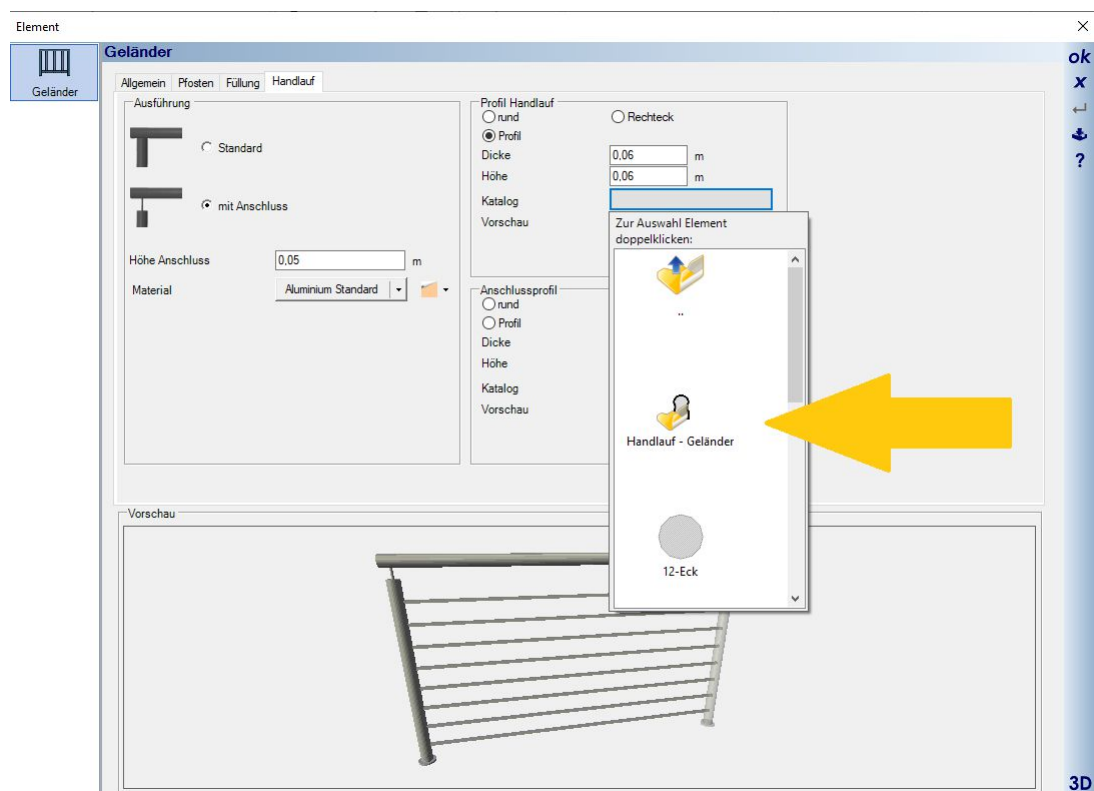 Element
Geländer
ok
x
?
Geländer
Allgemein Pfosten Füllung Handlauf
Ausführung
Standard
mit Anschluss
Höhe Anschluss 0,05 m
Material Aluminium Standard
Profil Handlauf
rund Rechteck
Profil
Dicke 0,06 m
Höhe 0,06 m
Katalog
Vorschau
Zur Auswahl Element
doppelklicken:
..
Handlauf - Geländer
12-Eck
Anschlussprofil
rund
Profil
Dicke
Höhe
Katalog
Vorschau
Vorschau
3D